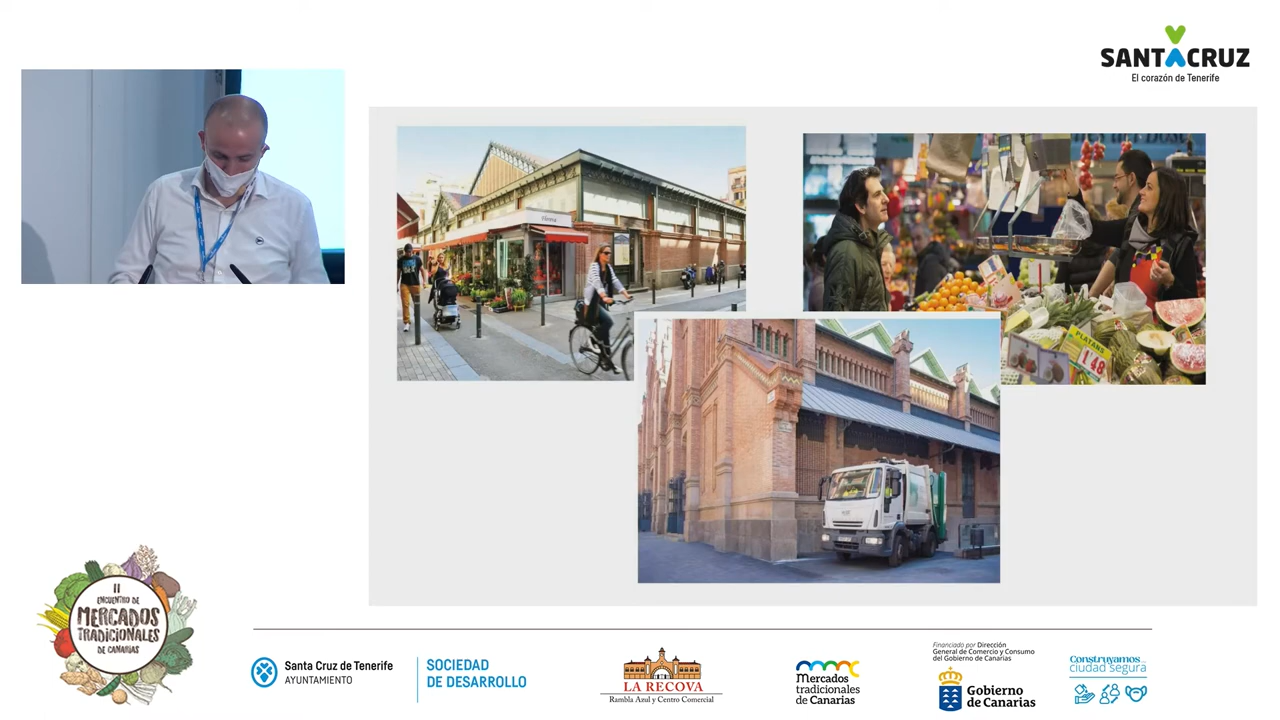 SANTACRUZ
El corazón de Tenerife
PLATANS
1'48
II
ENCUENTRO DE
MERCADOS
TRADICIONALES
DE CANARIAS
Santa Cruz de Tenerife
AYUNTAMIENTO
SOCIEDAD
DE DESARROLLO
LA RECOVA
Rambla Azul y Centro Comercial
mercados
tradicionales
de Canarias
Financiado por Dirección
General de Comercio y Consumo
del Gobierno de Canarias
Gobierno
de Canarias
Construyamos
ciudad segura